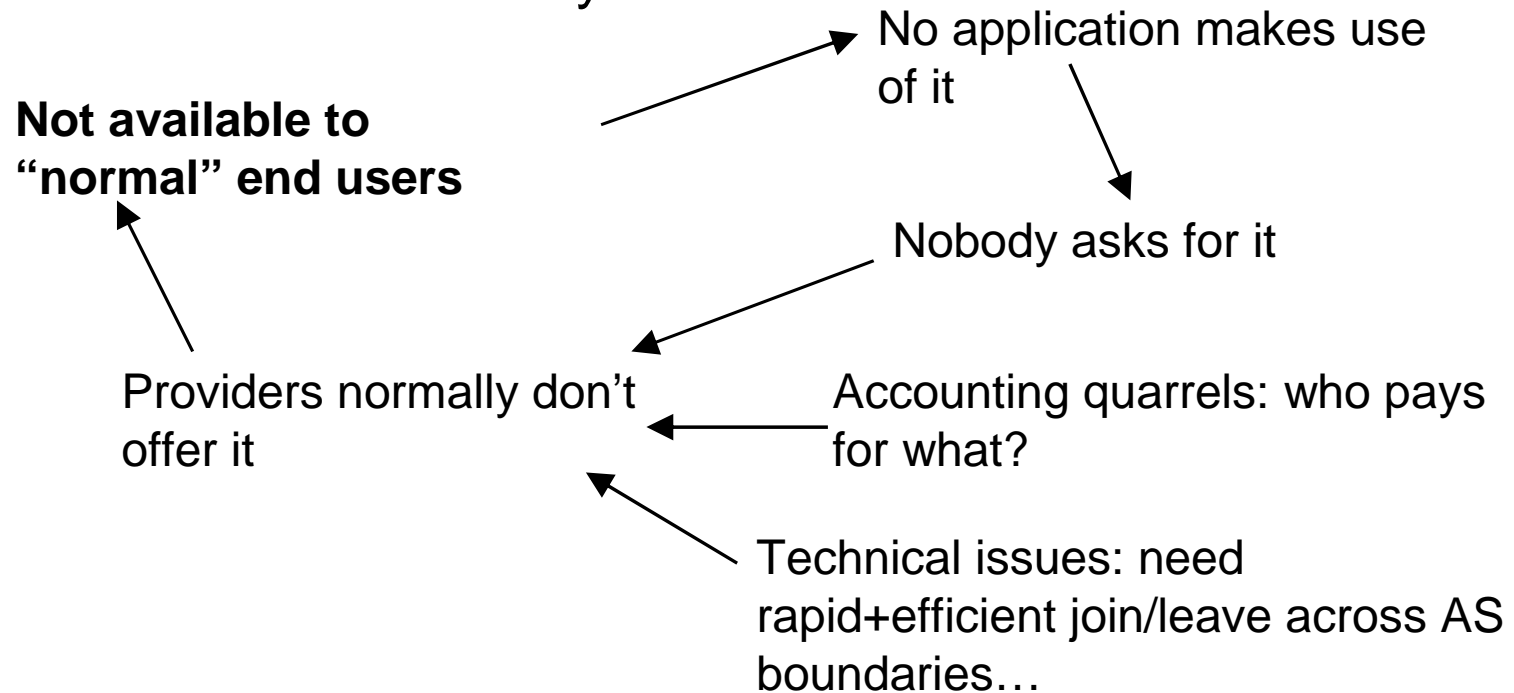 No application makes use
of it
Not available to
“normal” end users
Nobody asks for it
Providers normally don’t
offer it
Accounting quarrels: who pays
for what?
Technical issues: need
rapid+efficient join/leave across AS
boundaries…